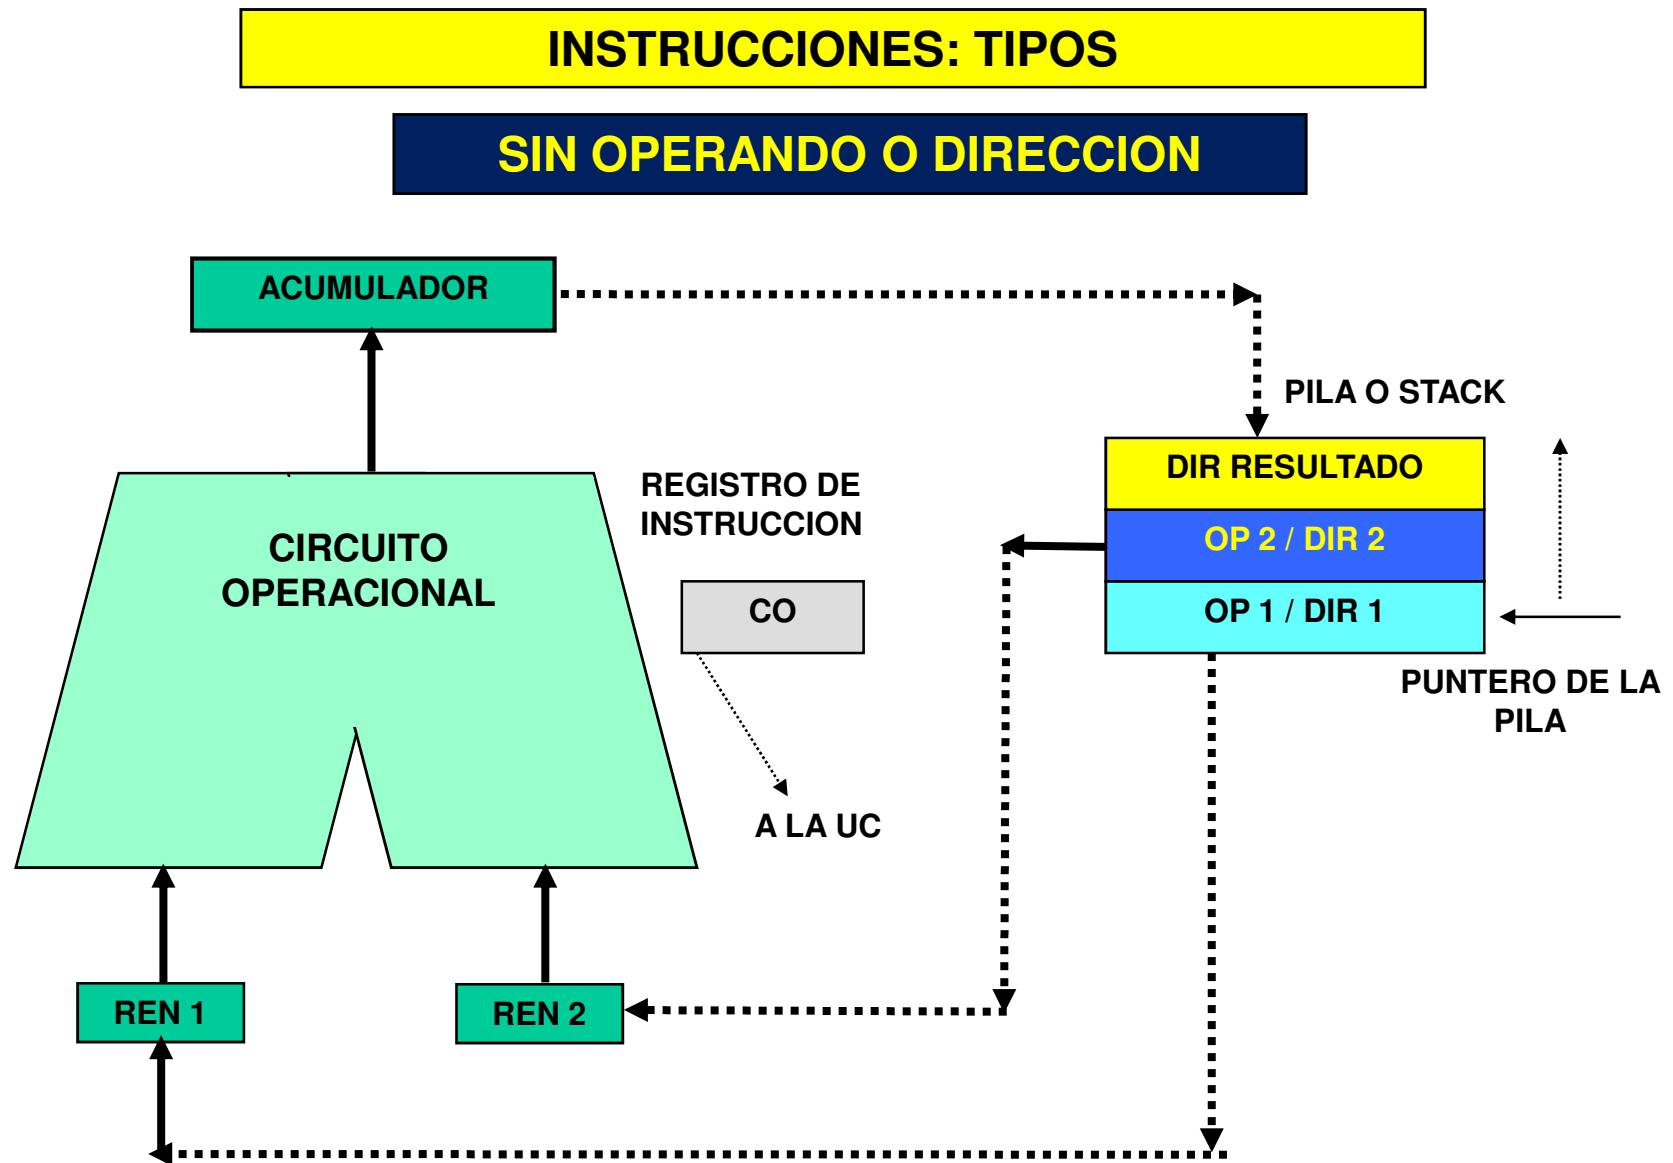 INSTRUCCIONES: TIPOS
SIN OPERANDO O DIRECCION
ACUMULADOR
PILA O STACK
DIR RESULTADO
OP 2 / DIR 2
OP 1 / DIR 1
PUNTERO DE LA
PILA
REGISTRO DE
INSTRUCCION
CO
A LA UC
CIRCUITO
OPERACIONAL
REN 1
REN 2